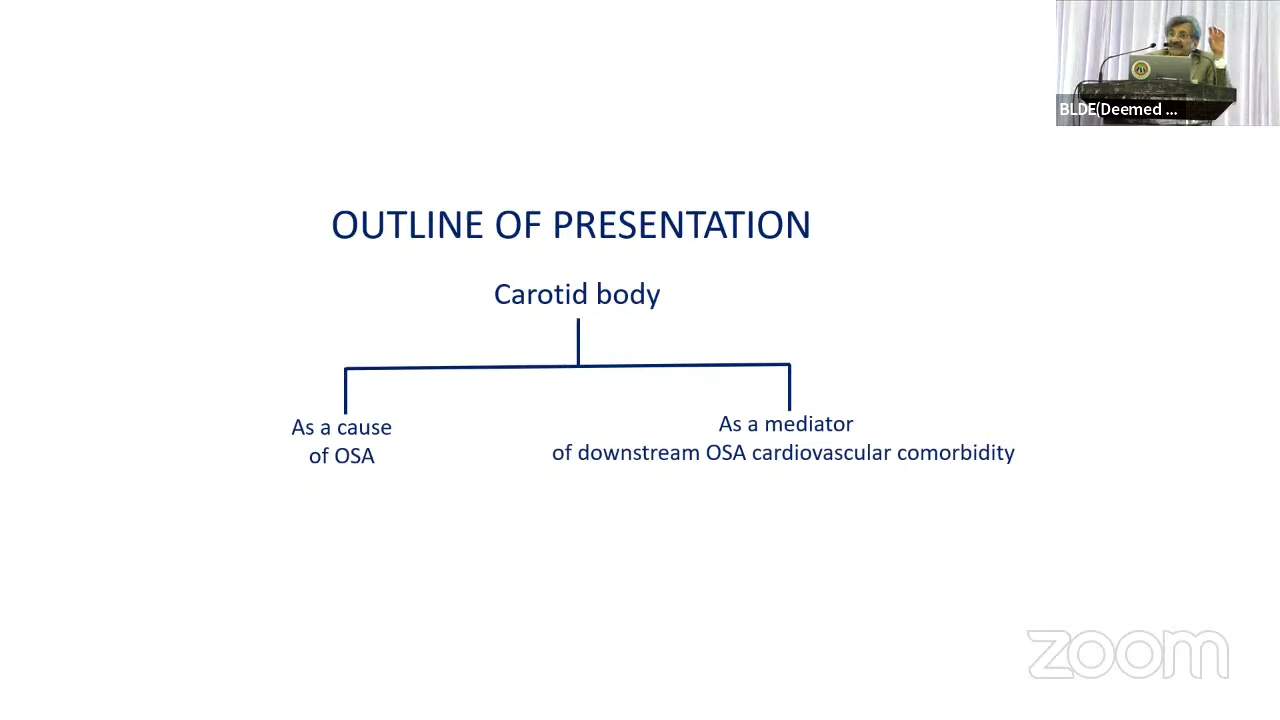 BLDE(Deemed ...
OUTLINE OF PRESENTATION
Carotid body
As a cause
of OSA
As a mediator
of downstream OSA cardiovascular comorbidity
zoom